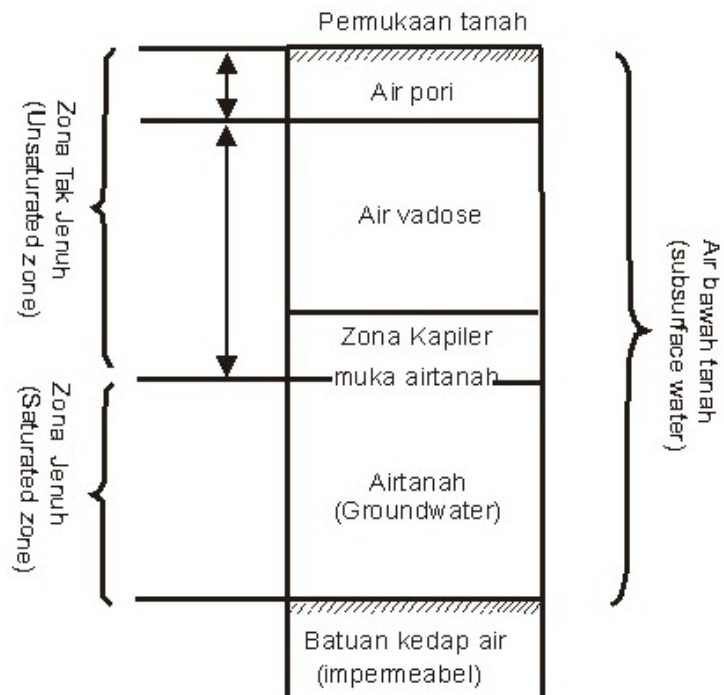 Permukaan tanah
Air pori
Air vadose
Zona Kapiler
muka airtanah
Airtanah
(Groundwater)
Batuan kedap air
(impermeabel)
Zona Tak Jenuh
(Unsaturated zone)
Zona Jenuh
(Saturated zone)
Air bawah tanah
(subsurface water)